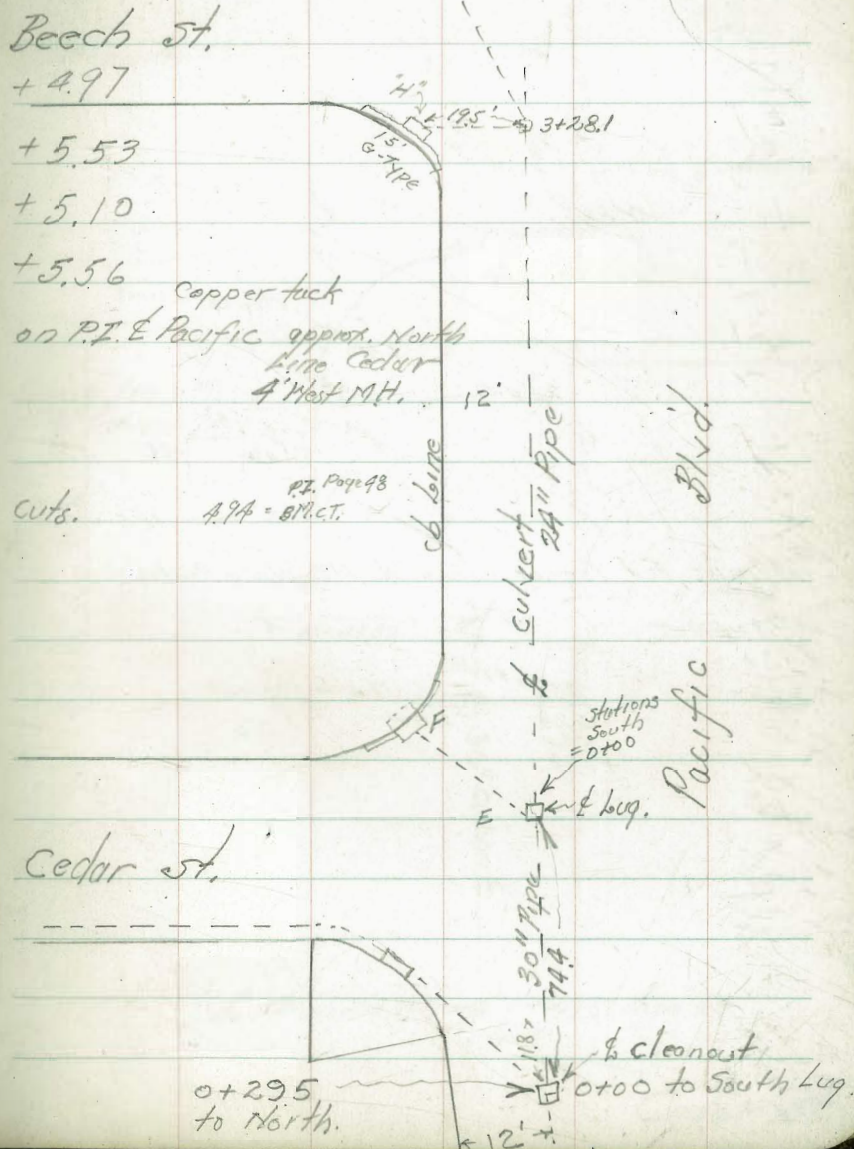 Beech St.
+4.97
"H"
19.5'
3+28.1
15'
G-Type
+5.53
+5.10
+5.56
Copper tack
on P.I. ℄ Pacific approx. North
Line Cedar
4' West M.H.
12'
cb Line
℄ Culvert
24" Pipe
Pacific Blvd.
P.I. Page 48
cuts.
4.94 = BM.C.T.
F
stations
South
= 0+00
E
℄ Lug.
Cedar St.
30" Pipe
74.4
11.8
℄ cleanout
0+00 to South Lug.
0+295
to North.
12'